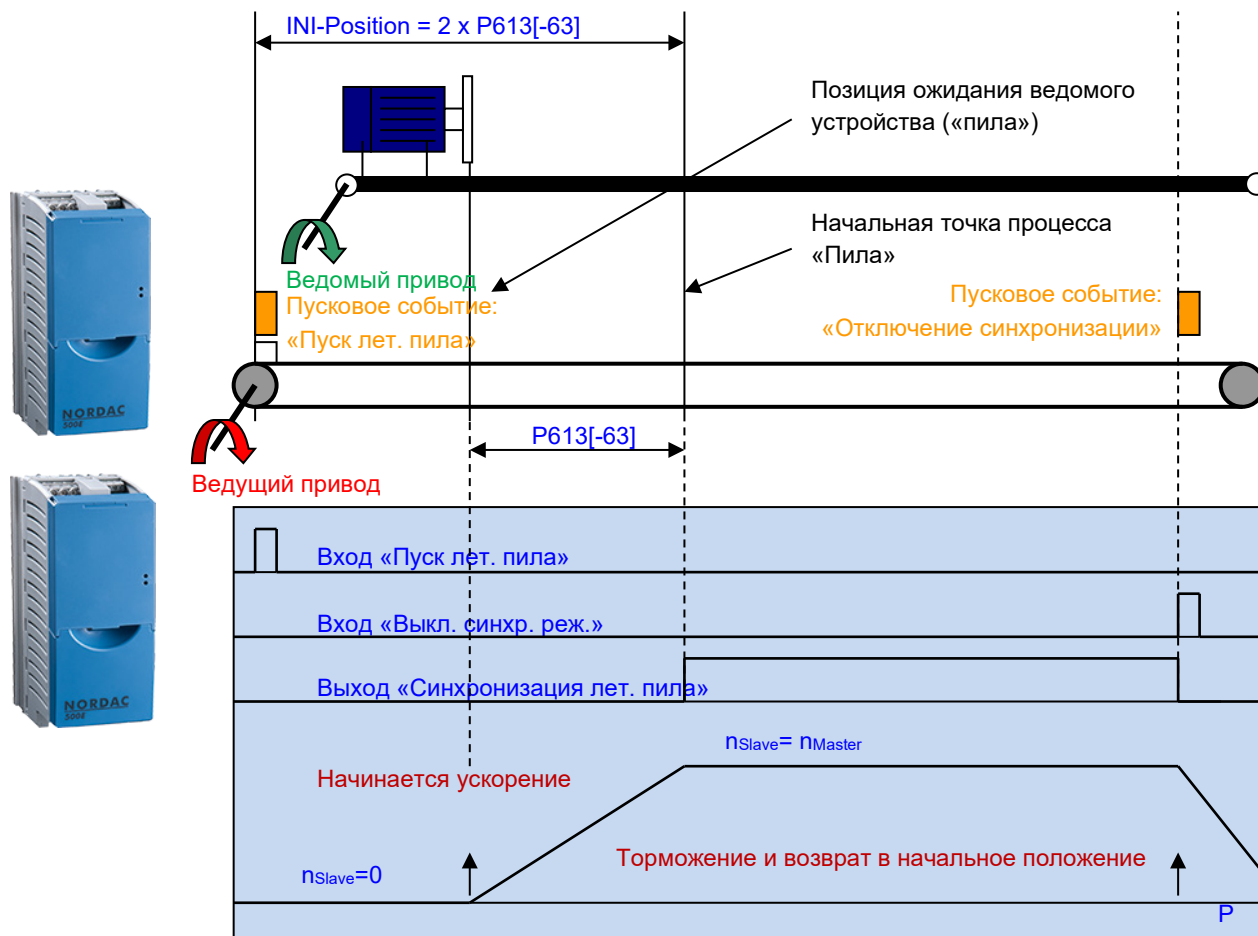 INI-Position = 2 x P613[-63]
Позиция ожидания ведомого
устройства («пила»)
Начальная точка процесса
«Пила»
Ведомый привод
Пусковое событие:
«Пуск лет. пила»
Пусковое событие:
«Отключение синхронизации»
NORDAC
500E
P613[-63]
Ведущий привод
Вход «Пуск лет. пила»
Вход «Выкл. синхр. реж.»
Выход «Синхронизация лет. пила»
NORDAC
500E
nSlave= nMaster
Начинается ускорение
Торможение и возврат в начальное положение
nSlave=0
P